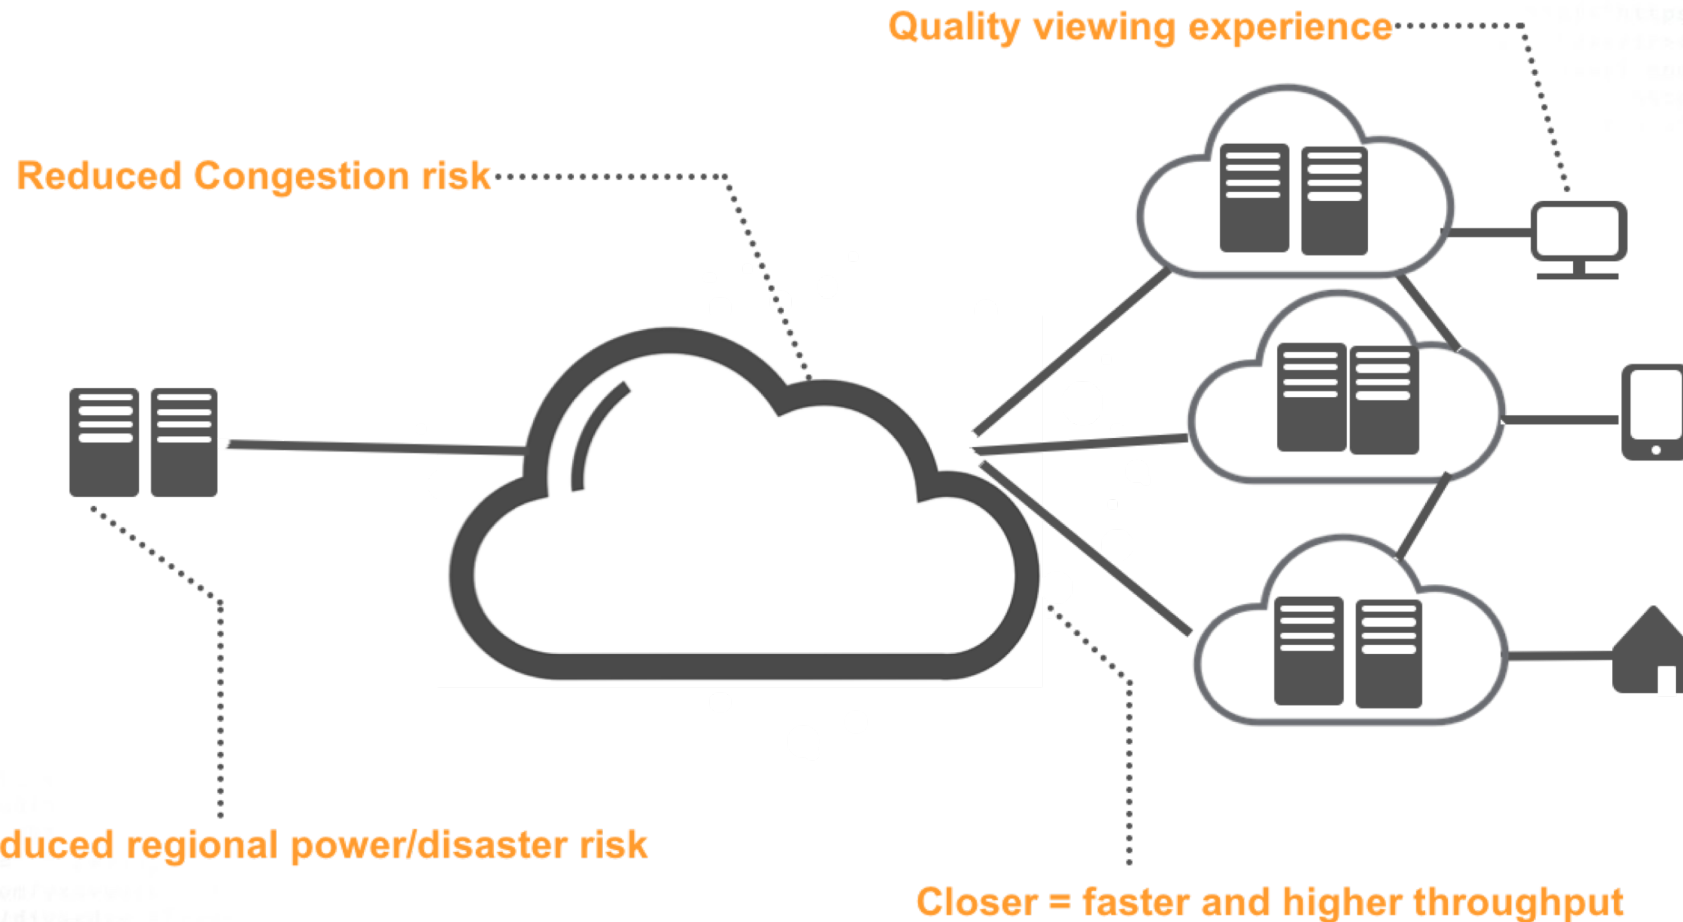 Quality viewing experience
Reduced Congestion risk
duced regional power/disaster risk
Closer = faster and higher throughput